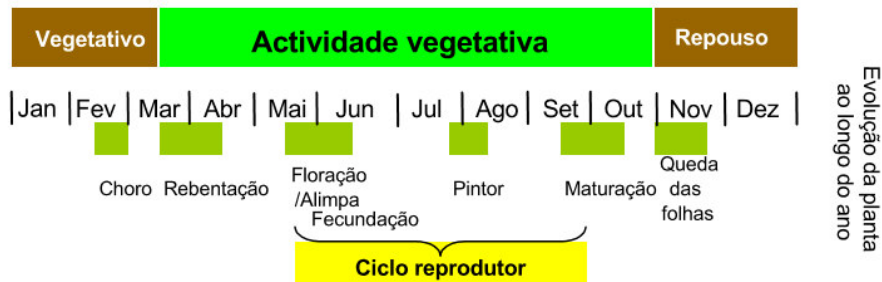 Vegetativo Actividade vegetativa Repouso
Jan Fev Mar Abr Mai Jun Jul Ago Set Out Nov Dez
Choro Rebentação
Floração
/Alimpa
Fecundação
Pintor
Maturação
Queda
das
folhas
Ciclo reprodutor
Evolução da planta
ao longo do ano